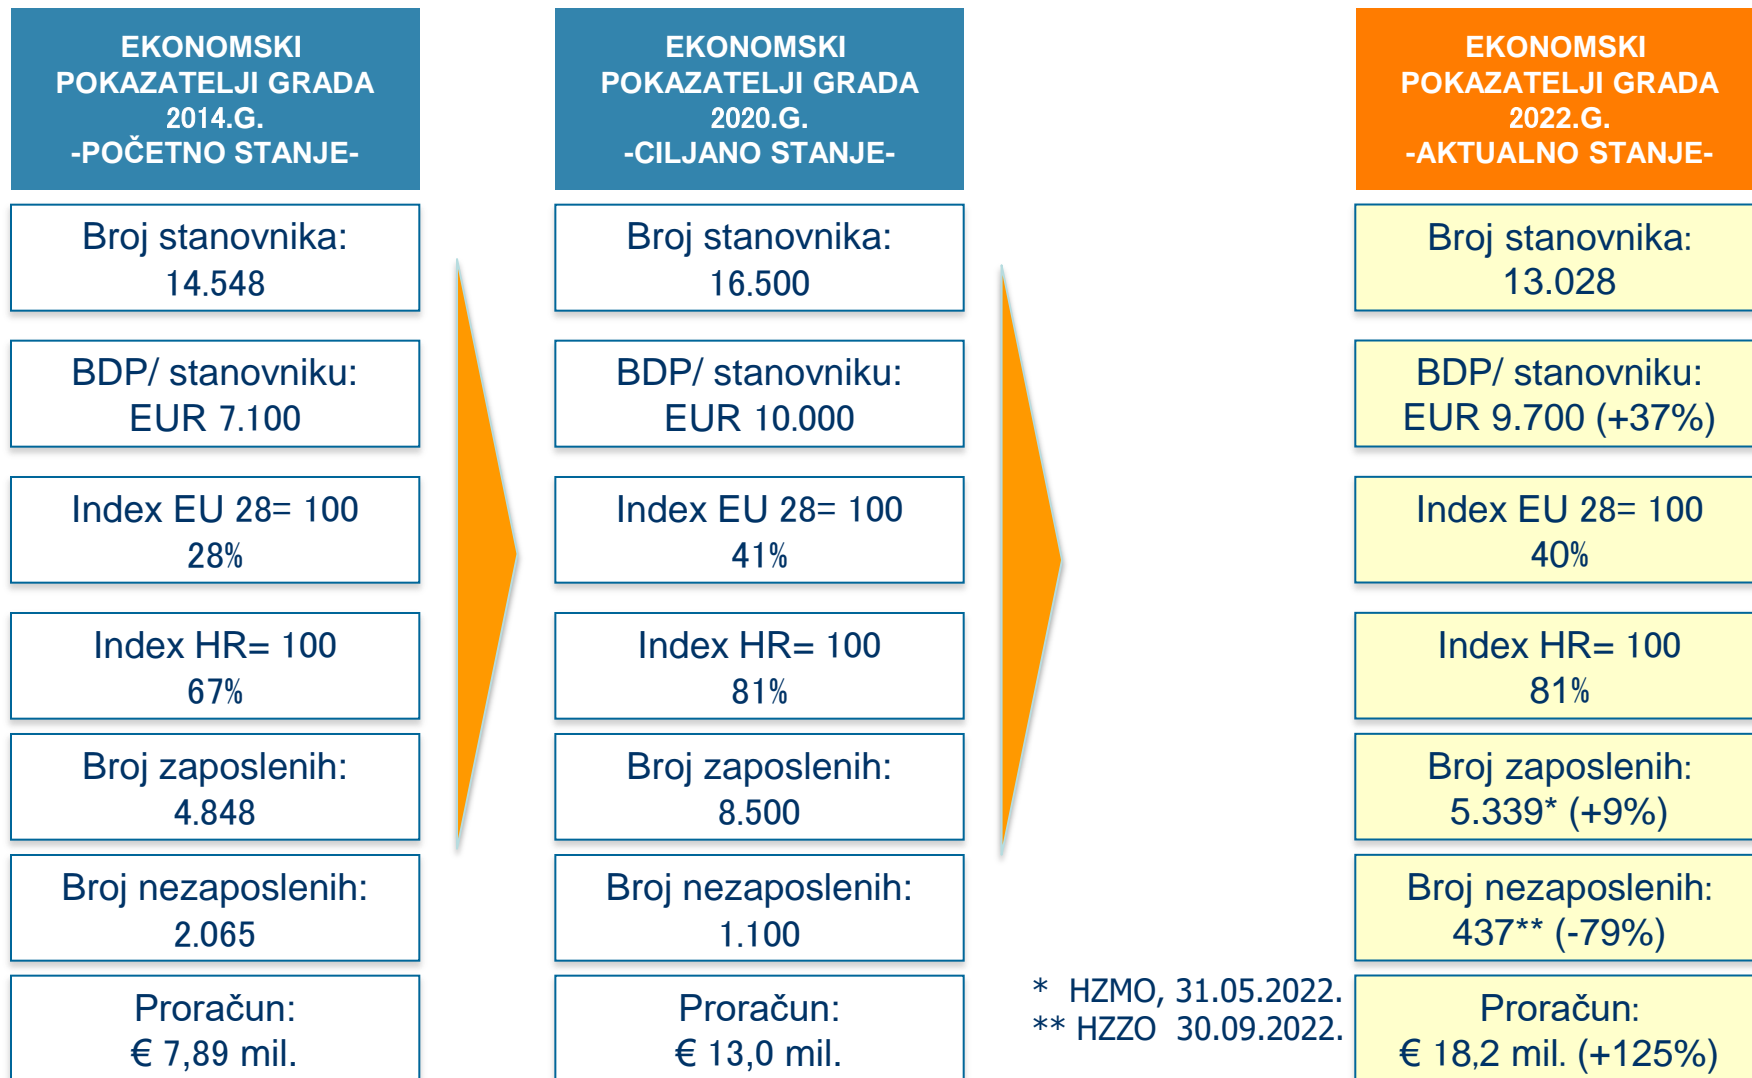 EKONOMSKI
POKAZATELJI GRADA
2014.G.
-POČETNO STANJE-
Broj stanovnika:
14.548
BDP/ stanovniku:
EUR 7.100
Index EU 28= 100
28%
Index HR= 100
67%
Broj zaposlenih:
4.848
Broj nezaposlenih:
2.065
Proračun:
€ 7,89 mil.
EKONOMSKI
POKAZATELJI GRADA
2020.G.
-CILJANO STANJE-
Broj stanovnika:
16.500
BDP/ stanovniku:
EUR 10.000
Index EU 28= 100
41%
Index HR= 100
81%
Broj zaposlenih:
8.500
Broj nezaposlenih:
1.100
Proračun:
€ 13,0 mil.
* HZMO, 31.05.2022.
** HZZO 30.09.2022.
EKONOMSKI
POKAZATELJI GRADA
2022.G.
-AKTUALNO STANJE-
Broj stanovnika:
13.028
BDP/ stanovniku:
EUR 9.700 (+37%)
Index EU 28= 100
40%
Index HR= 100
81%
Broj zaposlenih:
5.339* (+9%)
Broj nezaposlenih:
437** (-79%)
Proračun:
€ 18,2 mil. (+125%)